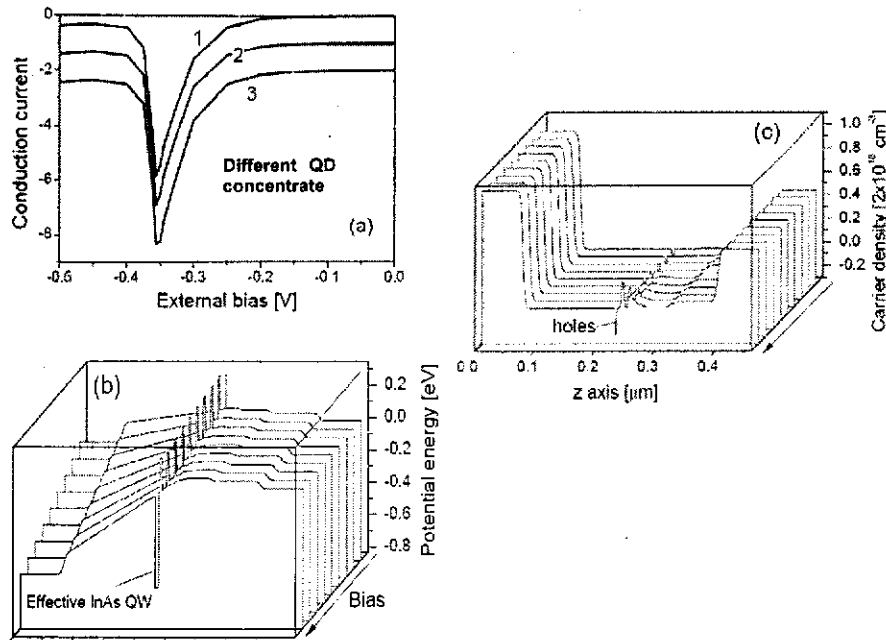 0
-2
-4
-6
-8
Conduction current
1
2
3
Different QD
concentrate
(a)
-0.6
-0.5
-0.4
-0.3
-0.2
-0.1
0.0
External bias [V]
(c)
1.0
0.8
0.6
0.4
0.2
0.0
-0.2
Carrier density [2x10¹⁸ cm⁻³]
holes
0.0
0.1
0.2
0.3
0.4
z axis [μm]
(b)
0.2
0.0
-0.2
-0.4
-0.6
-0.8
Potential energy [eV]
Effective InAs QW
Bias